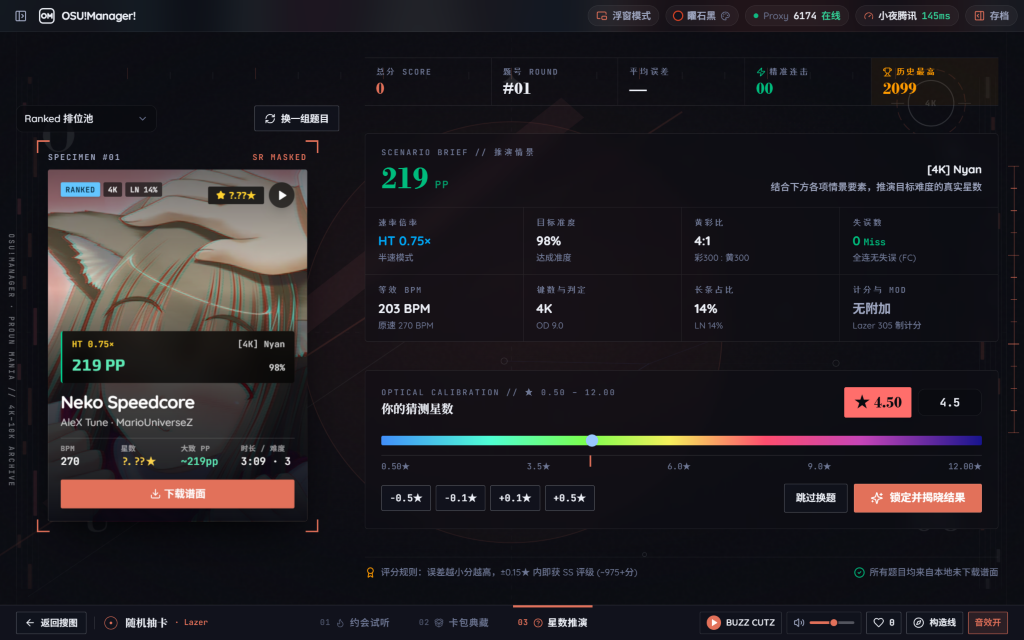 OM OSU!Manager!
浮窗模式
曜石黑
Proxy 6174 在线
小夜腾讯 145ms
存档
总分 SCORE
0
题号 ROUND
#01
平均误差
—
精准连击
00
历史最高
2099
4K
Ranked 排位池
换一组题目
SPECIMEN #01
SR MASKED
RANKED
4K
LN 14%
★ ?.??★
HT 0.75×
[4K] Nyan
219 PP
98%
Neko Speedcore
AleX Tune · MarioUniverseZ
BPM
270
星数
?.??★
大致 PP
~219pp
时长 / 难度
3:09 · 3
下载谱面
OSU!MANAGER · PROUN MANIA // 4K-10K ARCHIVE
SCENARIO BRIEF // 推演情景
219 PP
[4K] Nyan
结合下方各项情景要素，推演目标难度的真实星数
速率倍率
HT 0.75×
半速模式
目标准度
98%
达成准度
黄彩比
4:1
彩300 : 黄300
失误数
0 Miss
全连无失误 (FC)
等效 BPM
203 BPM
原速 270 BPM
键数与判定
4K
OD 9.0
长条占比
14%
LN 14%
计分与 MOD
无附加
Lazer 305 制计分
OPTICAL CALIBRATION // ★ 0.50 – 12.00
你的猜测星数
★ 4.50
4.5
0.50★
3.5★
6.0★
9.0★
12.00★
-0.5★
-0.1★
+0.1★
+0.5★
跳过换题
锁定并揭晓结果
评分规则：误差越小分越高，±0.15★ 内即获 SS 评级 (~975+分)
所有题目均来自本地未下载谱面
返回搜图
随机抽卡 · Lazer
01 约会试听
02 卡包典藏
03 星数推演
BUZZ CUTZ
0
构造线
音效开